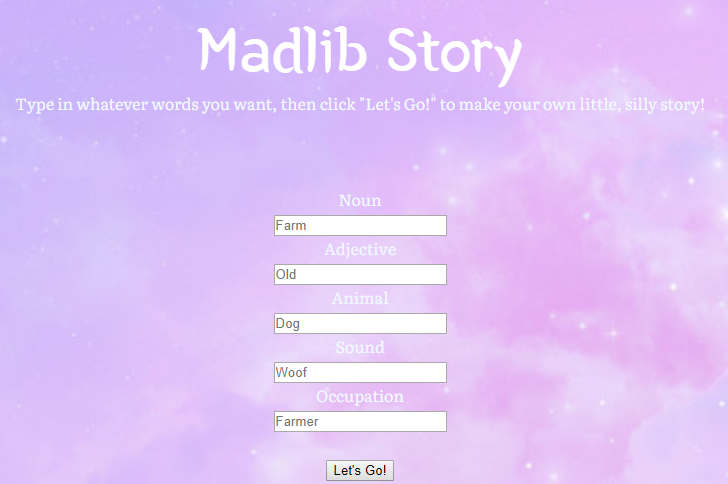 Madlib Story
Type in whatever words you want, then click "Let's Go!" to make your own little, silly story!
Noun
Farm
Adjective
Old
Animal
Dog
Sound
Woof
Occupation
Farmer
Let's Go!